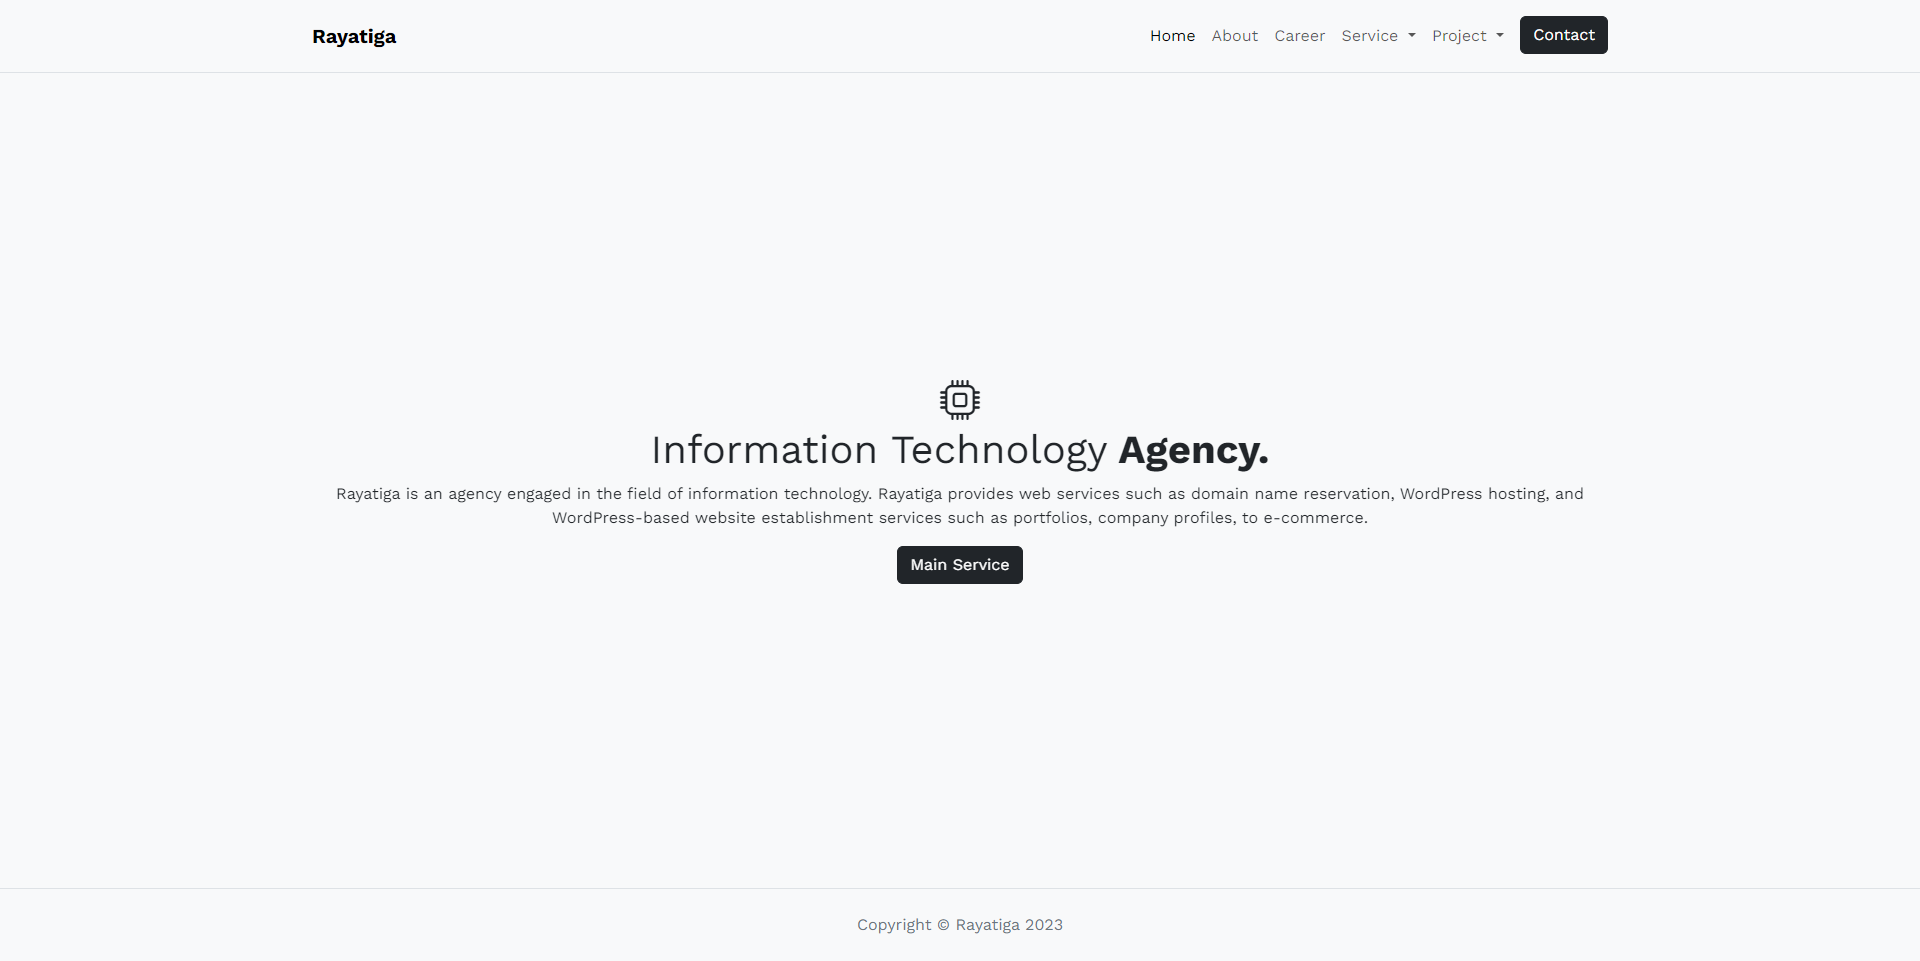 Rayatiga
Home About Career Service Project Contact
Information Technology Agency.
Rayatiga is an agency engaged in the field of information technology. Rayatiga provides web services such as domain name reservation, WordPress hosting, and
WordPress-based website establishment services such as portfolios, company profiles, to e-commerce.
Main Service
Copyright © Rayatiga 2023